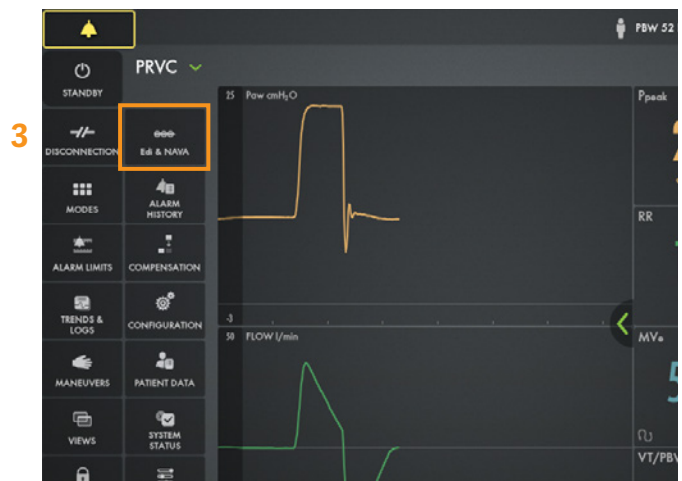 PBW 52
PRVC
STANDBY
3
DISCONNECTION
Edi & NAVA
MODES
ALARM
HISTORY
ALARM LIMITS
COMPENSATION
TRENDS &
LOGS
CONFIGURATION
MANEUVERS
PATIENT DATA
VIEWS
SYSTEM
STATUS
25 Paw cmH₂O
-3
50 FLOW l/min
Ppeak
RR
MVe
VT/PBW